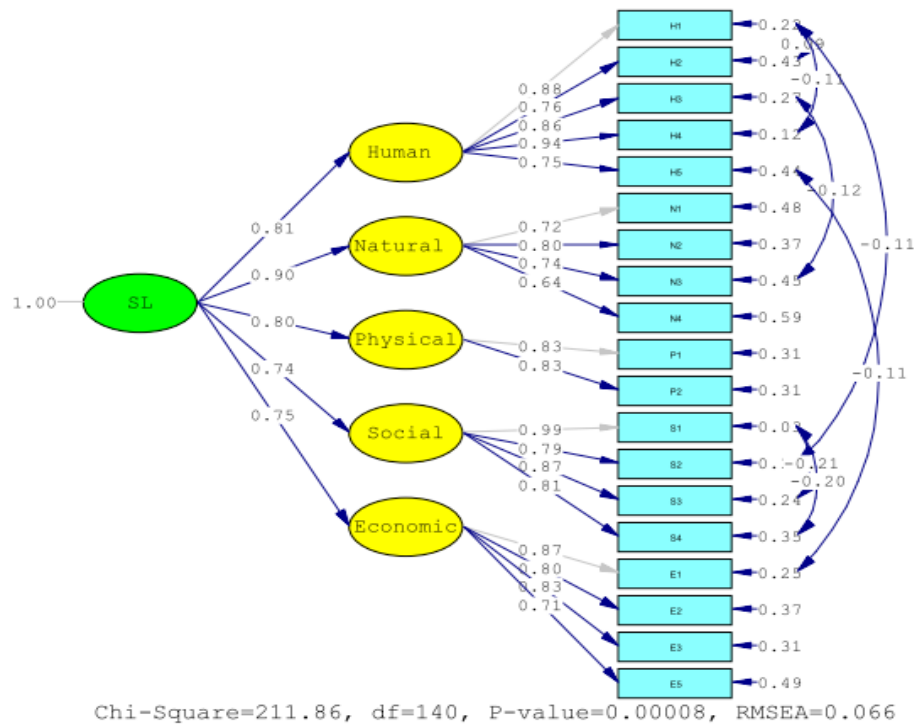 H1 0.22
0.09
H2 0.43
-0.11
H3 0.27
0.88
0.76
H4 0.12
0.86
0.94
Human
H5 0.44
0.75
-0.12
N1 0.48
0.81
0.72
Natural
0.80
N2 0.37
-0.11
0.74
N3 0.45
0.90
0.64
1.00 SL
N4 0.59
0.80
Physical
0.83
P1 0.31
0.74
0.83
P2 0.31
-0.11
0.75
Social
0.99
S1
0.79
S2
-0.21
0.87
-0.20
0.81
S3 0.24
Economic
S4 0.35
0.87
E1 0.25
0.80
0.83
E2 0.37
0.71
E3 0.31
E5 0.49
Chi-Square=211.86, df=140, P-value=0.00008, RMSEA=0.066